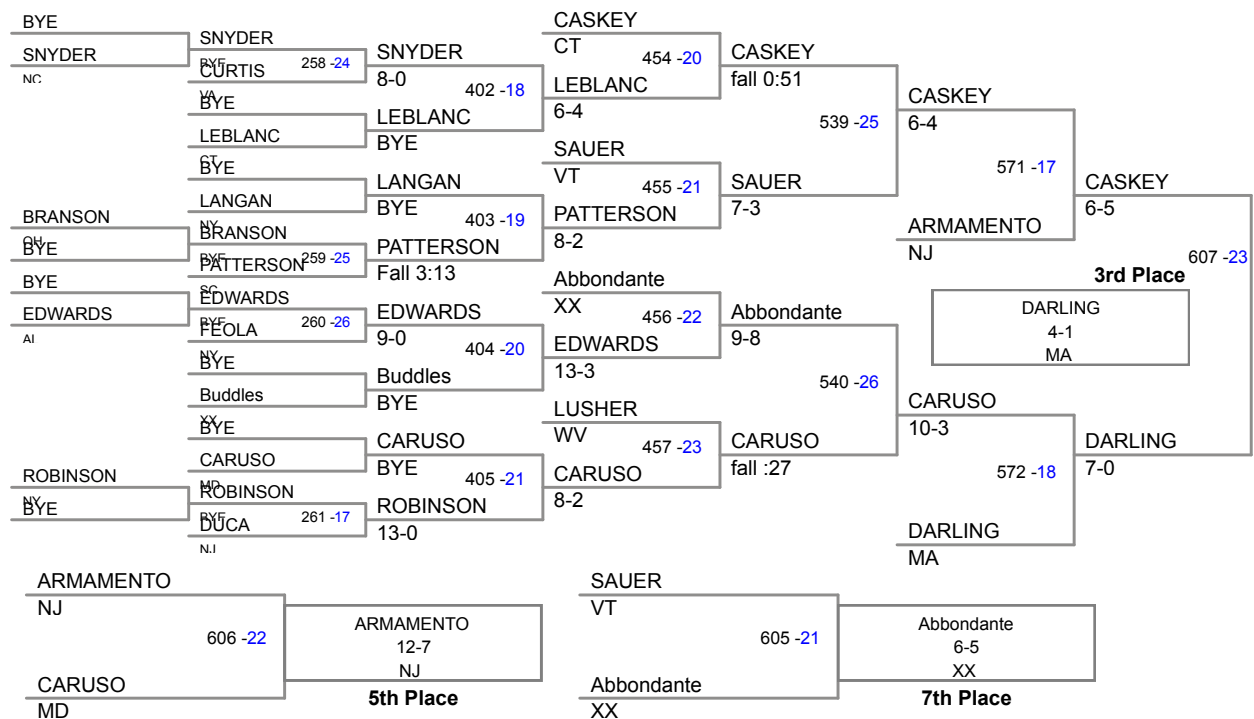 BYE
SNYDER
NC
BRANSON
OH
BYE
BYE
EDWARDS
AL
ROBINSON
NY
BYE
SNYDER
BYE
258 -24
CURTIS
VA
BYE
LEBLANC
CT
BYE
LANGAN
NY
BRANSON
BYE
259 -25
PATTERSON
SC
EDWARDS
BYE
260 -26
FEOLA
NY
BYE
Buddles
XX
BYE
CARUSO
MD
ROBINSON
BYE
261 -17
DUCA
NJ
SNYDER
8-0
402 -18
LEBLANC
BYE
LANGAN
BYE
403 -19
PATTERSON
Fall 3:13
EDWARDS
9-0
404 -20
Buddles
BYE
CARUSO
BYE
405 -21
ROBINSON
13-0
CASKEY
CT
454 -20
LEBLANC
6-4
SAUER
VT
455 -21
PATTERSON
8-2
Abbondante
XX
456 -22
EDWARDS
13-3
LUSHER
WV
457 -23
CARUSO
8-2
CASKEY
fall 0:51
539 -25
SAUER
7-3
Abbondante
9-8
540 -26
CARUSO
fall :27
CASKEY
6-4
571 -17
ARMAMENTO
NJ
CARUSO
10-3
572 -18
DARLING
MA
CASKEY
6-5
607 -23
DARLING
7-0
3rd Place
DARLING
4-1
MA
ARMAMENTO
NJ
606 -22
CARUSO
MD
ARMAMENTO
12-7
NJ
5th Place
SAUER
VT
605 -21
Abbondante
XX
Abbondante
6-5
XX
7th Place